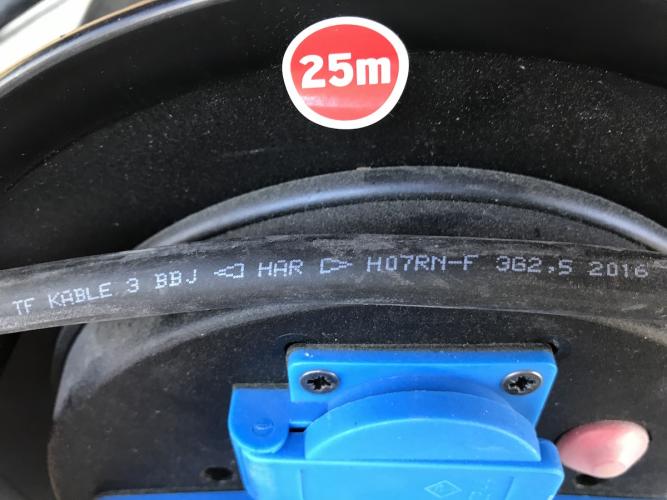 25m
TF KABLE 3 BBJ ◁ HAR ▷ H07RN-F 3G2,5 2016